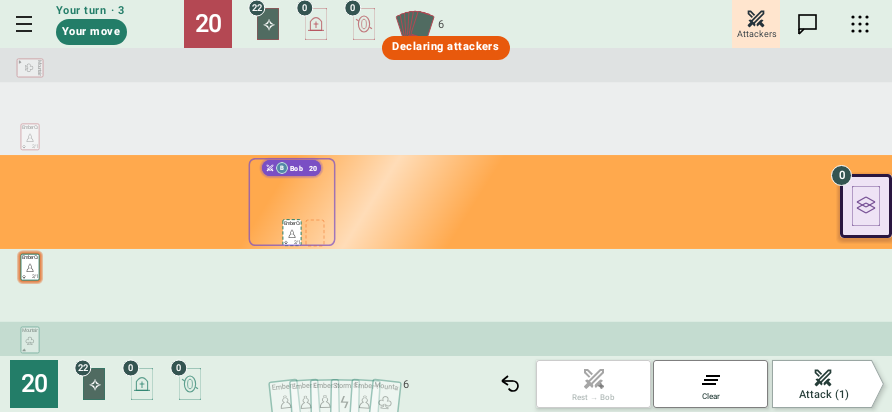 Your turn · 3
Your move
20
22
0
0
6
Declaring attackers
Attackers
B Bob 20
0
20
22
0
0
6
Rest → Bob
Clear
Attack (1)